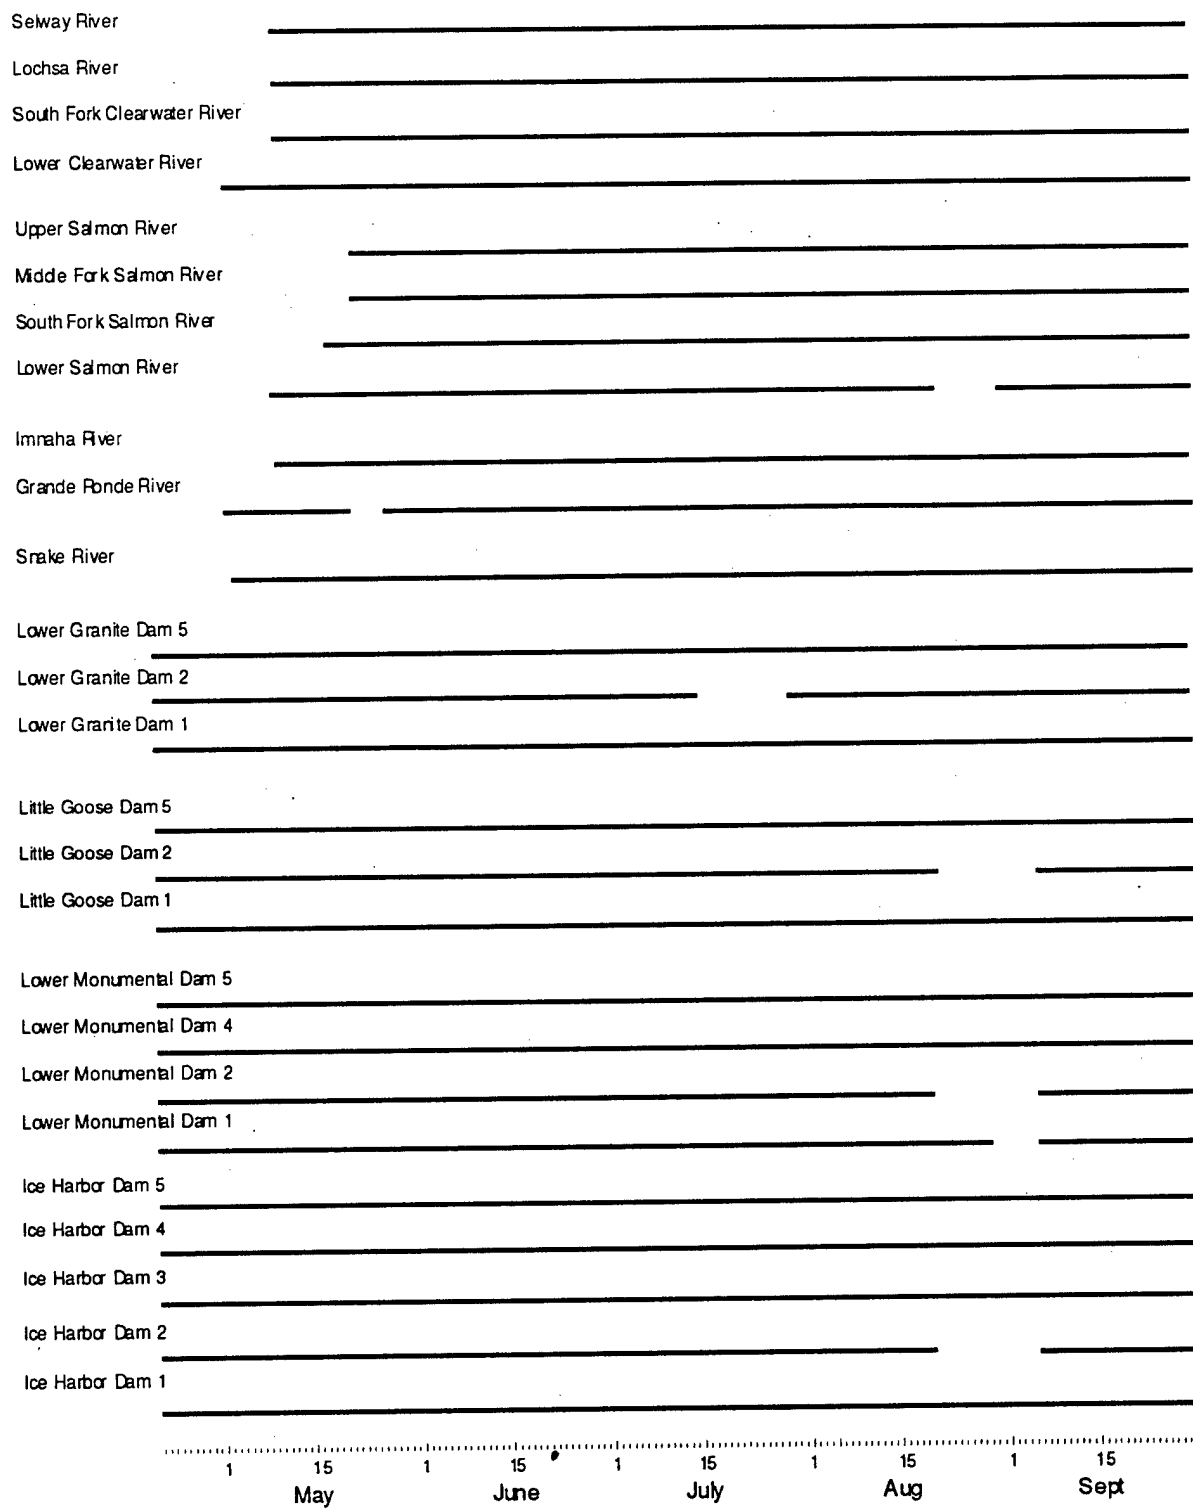 Selway River
Lochsa River
South Fork Clearwater River
Lower Clearwater River
Upper Salmon River
Middle Fork Salmon River
South Fork Salmon River
Lower Salmon River
Imnaha River
Grande Ronde River
Snake River
Lower Granite Dam 5
Lower Granite Dam 2
Lower Granite Dam 1
Little Goose Dam 5
Little Goose Dam 2
Little Goose Dam 1
Lower Monumental Dam 5
Lower Monumental Dam 4
Lower Monumental Dam 2
Lower Monumental Dam 1
Ice Harbor Dam 5
Ice Harbor Dam 4
Ice Harbor Dam 3
Ice Harbor Dam 2
Ice Harbor Dam 1
1 15 1 15 1 15 1 15 1 15
May June July Aug Sept